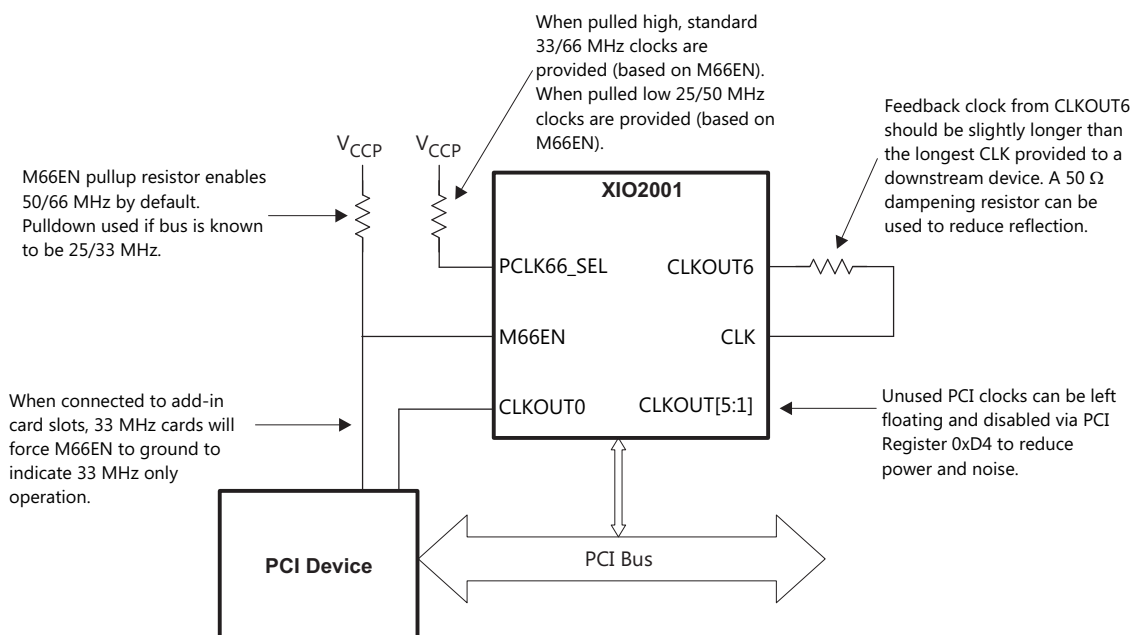 When pulled high, standard
33/66 MHz clocks are
provided (based on M66EN).
When pulled low 25/50 MHz
clocks are provided (based on
M66EN).
Feedback clock from CLKOUT6
should be slightly longer than
the longest CLK provided to a
downstream device. A 50 Ω
dampening resistor can be
used to reduce reflection.
VCCP
VCCP
M66EN pullup resistor enables
50/66 MHz by default.
Pulldown used if bus is known
to be 25/33 MHz.
XIO2001
PCLK66_SEL
CLKOUT6
M66EN
CLK
CLKOUT0
CLKOUT[5:1]
When connected to add-in
card slots, 33 MHz cards will
force M66EN to ground to
indicate 33 MHz only
operation.
Unused PCI clocks can be left
floating and disabled via PCI
Register 0xD4 to reduce
power and noise.
PCI Device
PCI Bus